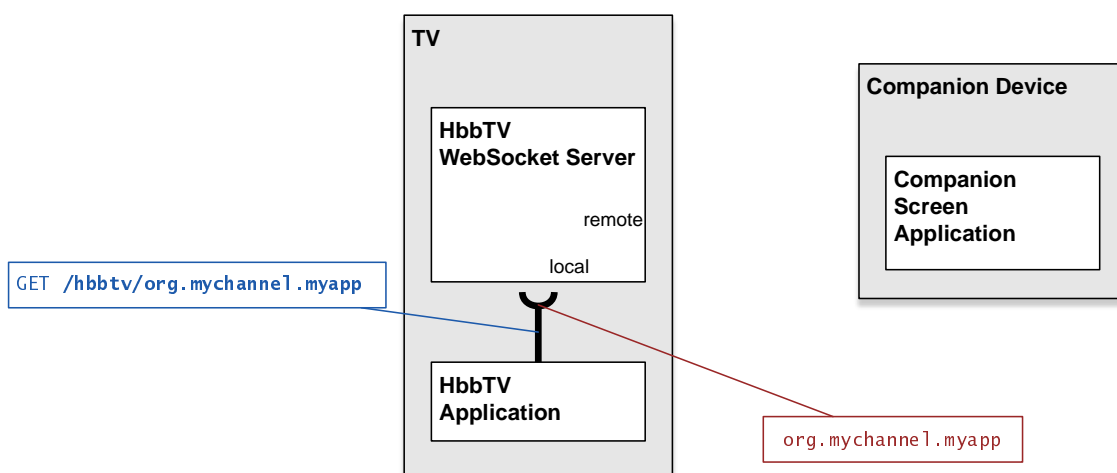 TV
HbbTV
WebSocket Server
remote
local
GET /hbbtv/org.mychannel.myapp
HbbTV
Application
org.mychannel.myapp
Companion Device
Companion
Screen
Application